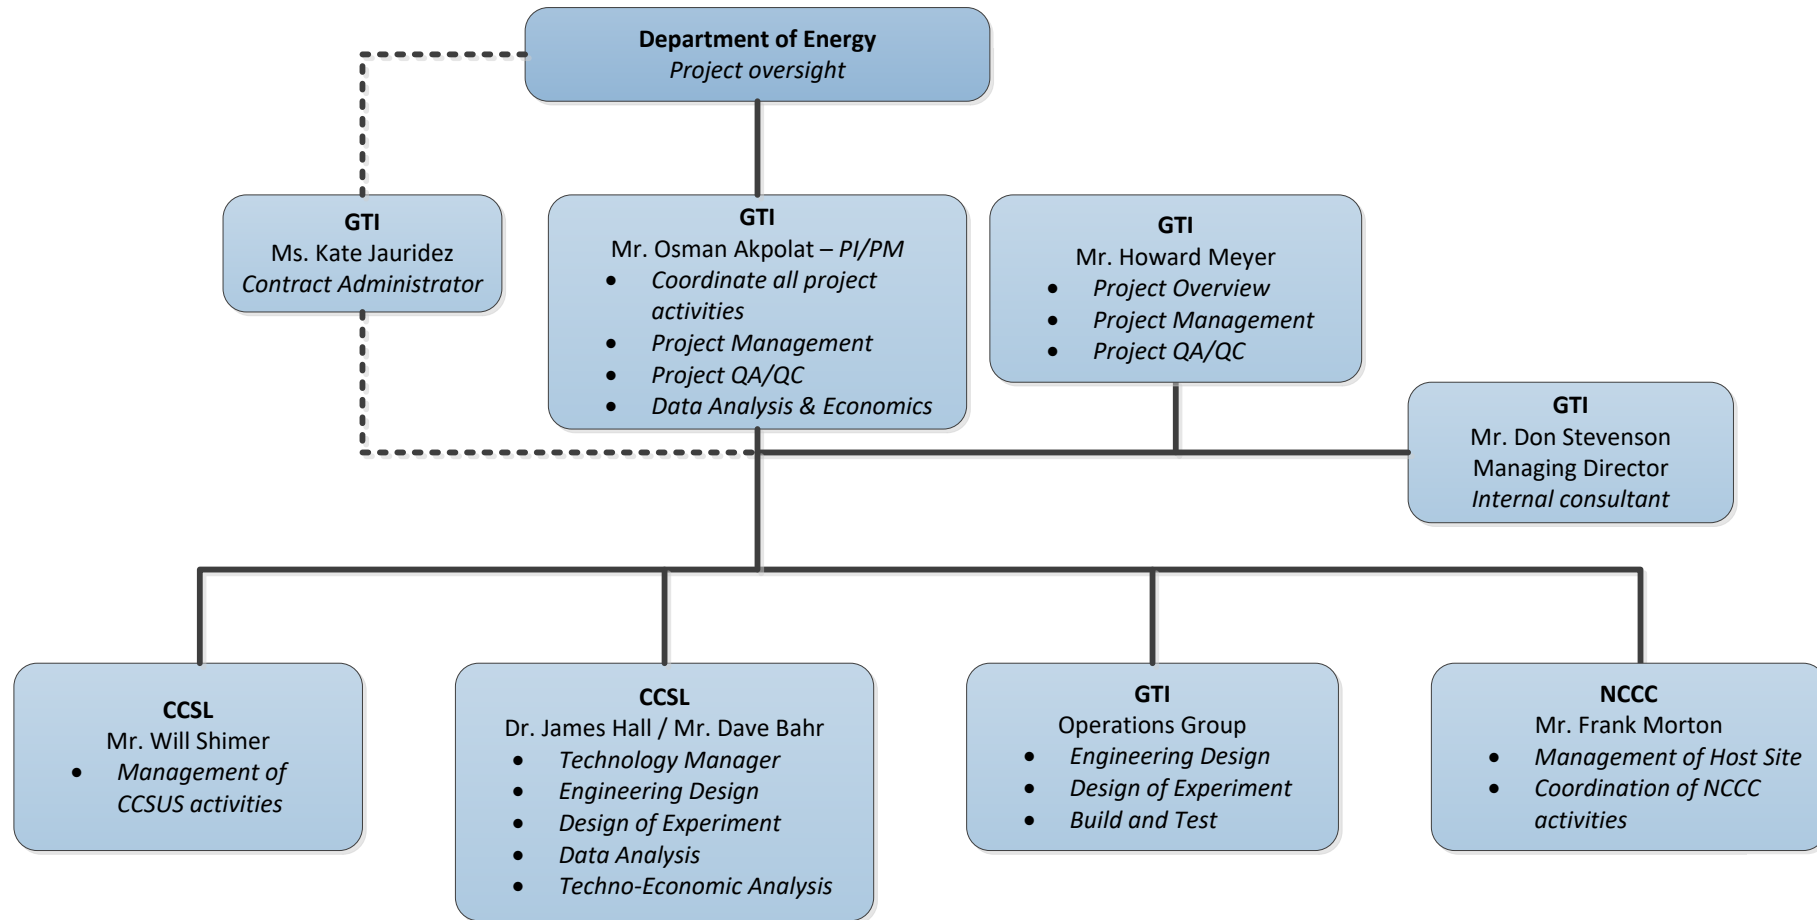 Department of Energy
Project oversight
GTI
Ms. Kate Jauridez
Contract Administrator
GTI
Mr. Osman Akpolat – PI/PM
• Coordinate all project
activities
• Project Management
• Project QA/QC
• Data Analysis & Economics
GTI
Mr. Howard Meyer
• Project Overview
• Project Management
• Project QA/QC
GTI
Mr. Don Stevenson
Managing Director
Internal consultant
CCSL
Mr. Will Shimer
• Management of
CCSUS activities
CCSL
Dr. James Hall / Mr. Dave Bahr
• Technology Manager
• Engineering Design
• Design of Experiment
• Data Analysis
• Techno-Economic Analysis
GTI
Operations Group
• Engineering Design
• Design of Experiment
• Build and Test
NCCC
Mr. Frank Morton
• Management of Host Site
• Coordination of NCCC
activities